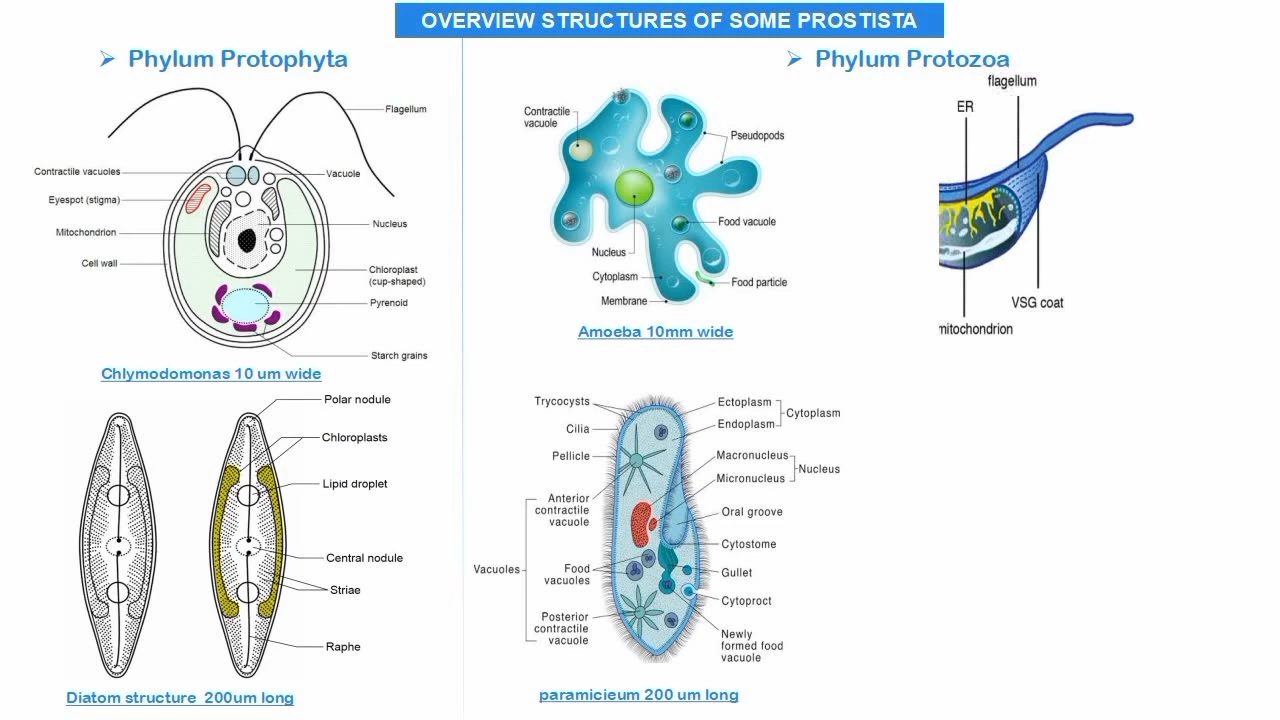 OVERVIEW STRUCTURES OF SOME PROSTISTA
Phylum Protophyta
Flagellum
Contractile vacuoles
Vacuole
Eyespot (stigma)
Nucleus
Mitochondrion
Cell wall
Chloroplast
(cup-shaped)
Pyrenoid
Starch grains
Chlymodomonas 10 um wide
Polar nodule
Chloroplasts
Lipid droplet
Central nodule
Striae
Raphe
Diatom structure 200um long
Phylum Protozoa
Contractile
vacuole
Pseudopods
Food vacuole
Nucleus
Cytoplasm
Food particle
Membrane
Amoeba 10mm wide
flagellum
ER
VSG coat
mitochondrion
Trycocysts
Ectoplasm
Cytoplasm
Cilia
Endoplasm
Pellicle
Macronucleus
Nucleus
Micronucleus
Anterior
contractile
vacuole
Oral groove
Cytostome
Vacuoles
Food
vacuoles
Gullet
Cytoproct
Posterior
contractile
vacuole
Newly
formed food
vacuole
paramicieum 200 um long